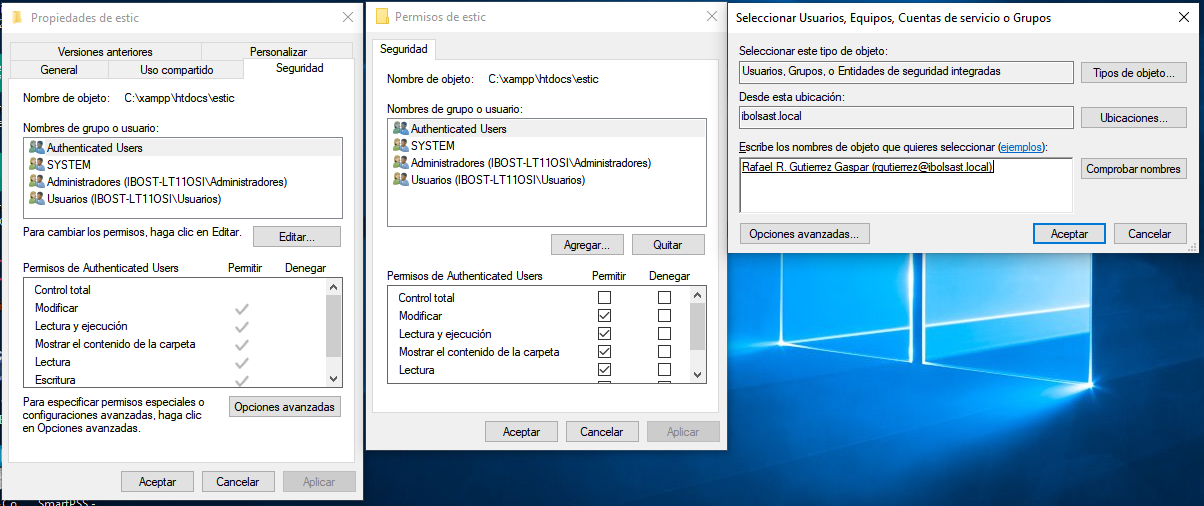 Propiedades de estic
Versiones anteriores
Personalizar
General
Uso compartido
Seguridad
Nombre de objeto: C:\xampp\htdocs\estic
Nombres de grupo o usuario:
Authenticated Users
SYSTEM
Administradores (IBOST-LT11OSI\Administradores)
Usuarios (IBOST-LT11OSI\Usuarios)
Para cambiar los permisos, haga clic en Editar.
Editar...
Permisos de Authenticated Users Permitir Denegar
Control total
Modificar
Lectura y ejecución
Mostrar el contenido de la carpeta
Lectura
Escritura
Para especificar permisos especiales o
configuraciones avanzadas, haga clic
en Opciones avanzadas.
Opciones avanzadas
Aceptar
Cancelar
Aplicar
SmartPSS -
Permisos de estic
Seguridad
Nombre de objeto: C:\xampp\htdocs\estic
Nombres de grupo o usuario:
Authenticated Users
SYSTEM
Administradores (IBOST-LT11OSI\Administradores)
Usuarios (IBOST-LT11OSI\Usuarios)
Agregar...
Quitar
Permisos de Authenticated Users Permitir Denegar
Control total
Modificar
Lectura y ejecución
Mostrar el contenido de la carpeta
Lectura
Aceptar
Cancelar
Aplicar
Seleccionar Usuarios, Equipos, Cuentas de servicio o Grupos
Seleccionar este tipo de objeto:
Usuarios, Grupos, o Entidades de seguridad integradas
Tipos de objeto...
Desde esta ubicación:
ibolsast.local
Ubicaciones...
Escribe los nombres de objeto que quieres seleccionar (ejemplos):
Rafael R. Gutierrez Gaspar (rgutierrez@ibolsast.local)
Comprobar nombres
Opciones avanzadas...
Aceptar
Cancelar